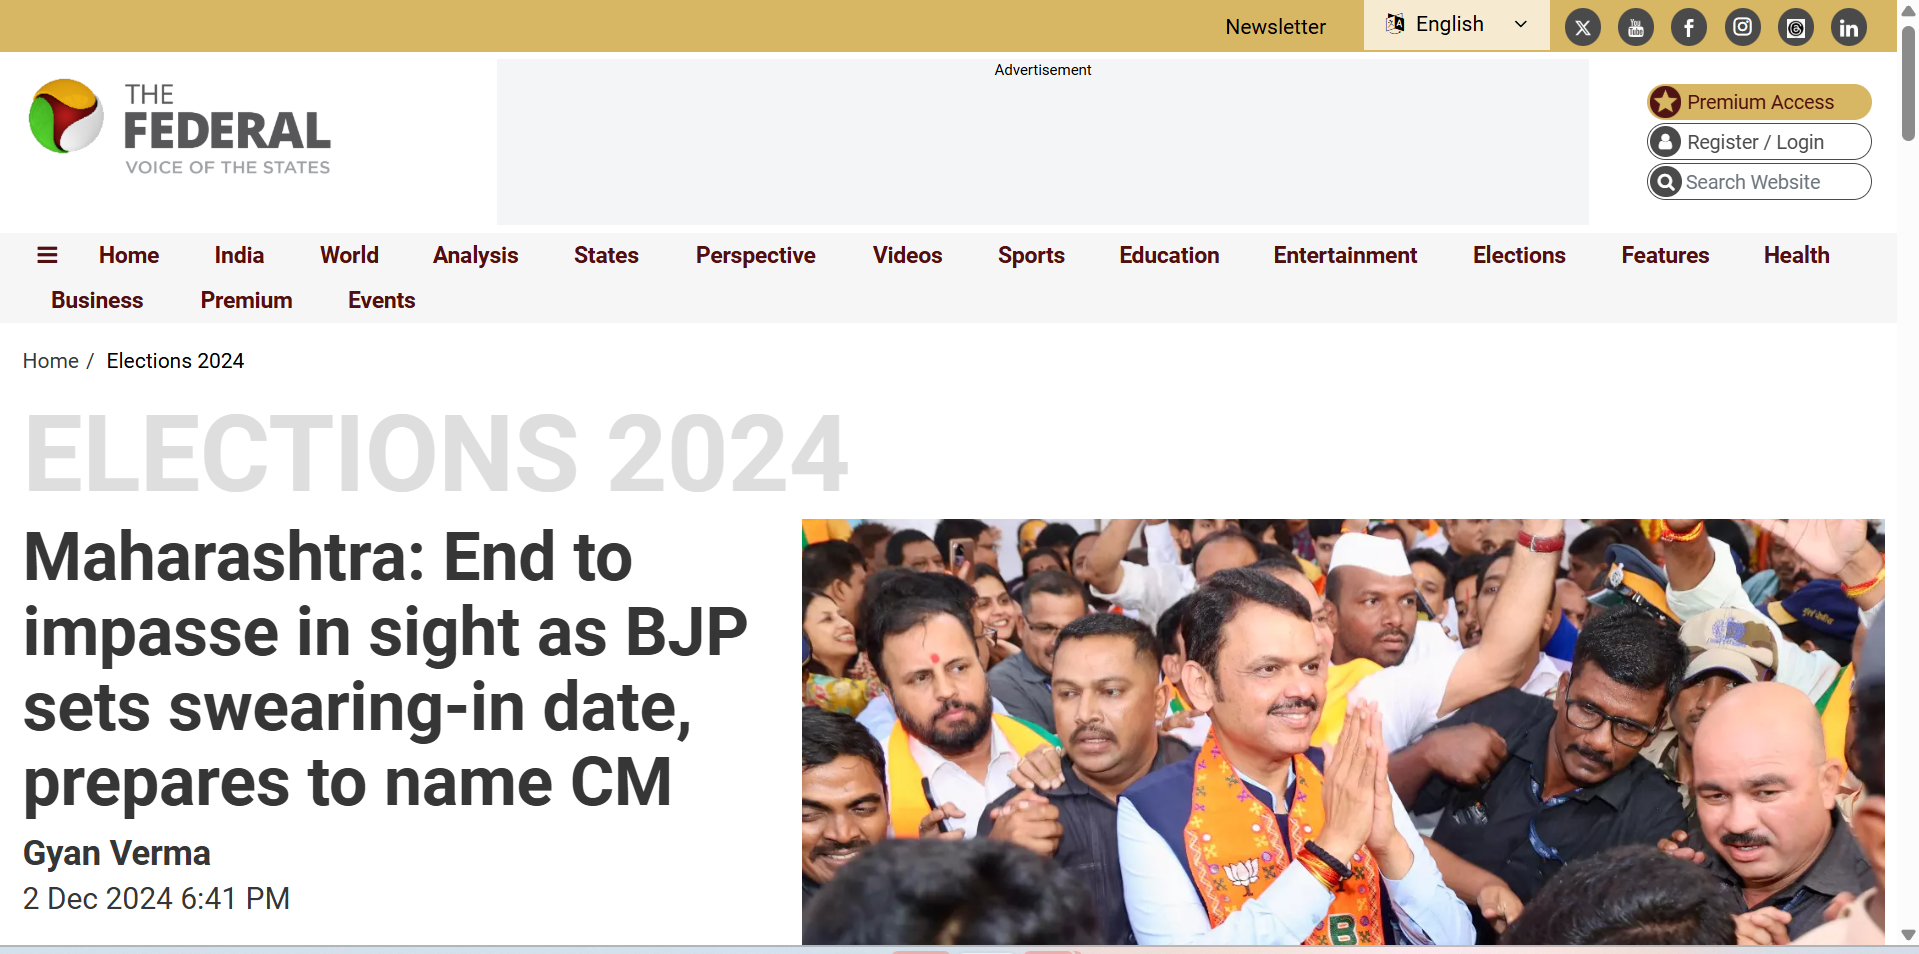 Newsletter
English
Advertisement
THE
FEDERAL
VOICE OF THE STATES
Premium Access
Register / Login
Search Website
Home India World Analysis States Perspective Videos Sports Education Entertainment Elections Features Health
Business Premium Events
Home / Elections 2024
ELECTIONS 2024
Maharashtra: End to
impasse in sight as BJP
sets swearing-in date,
prepares to name CM
Gyan Verma
2 Dec 2024 6:41 PM